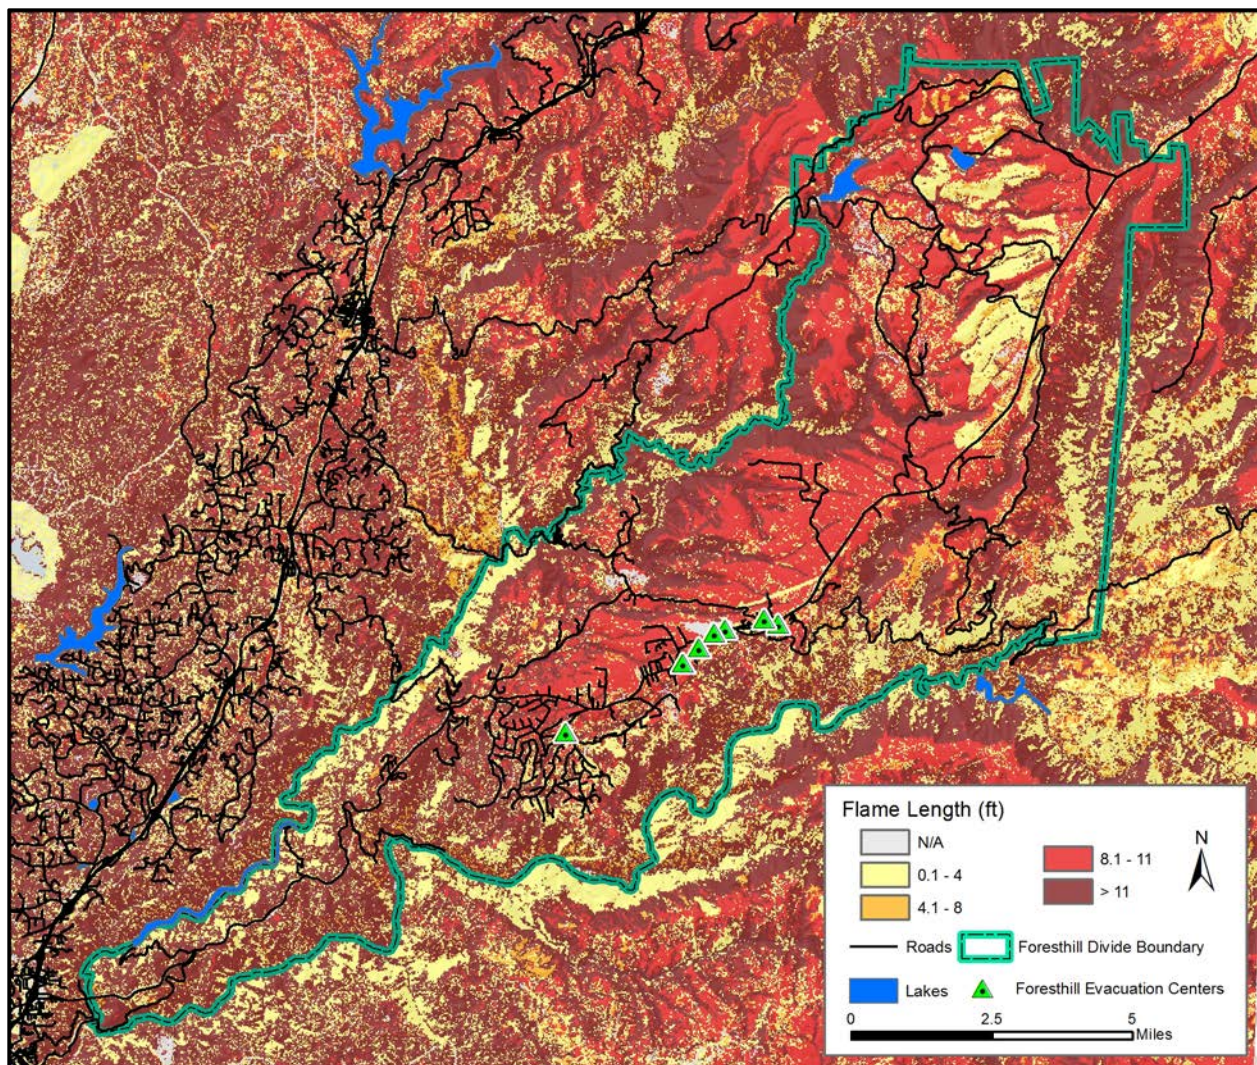 Flame Length (ft)
N/A
0.1 - 4
4.1 - 8
8.1 - 11
> 11
N
Roads
Foresthill Divide Boundary
Lakes
Foresthill Evacuation Centers
0 2.5 5
Miles